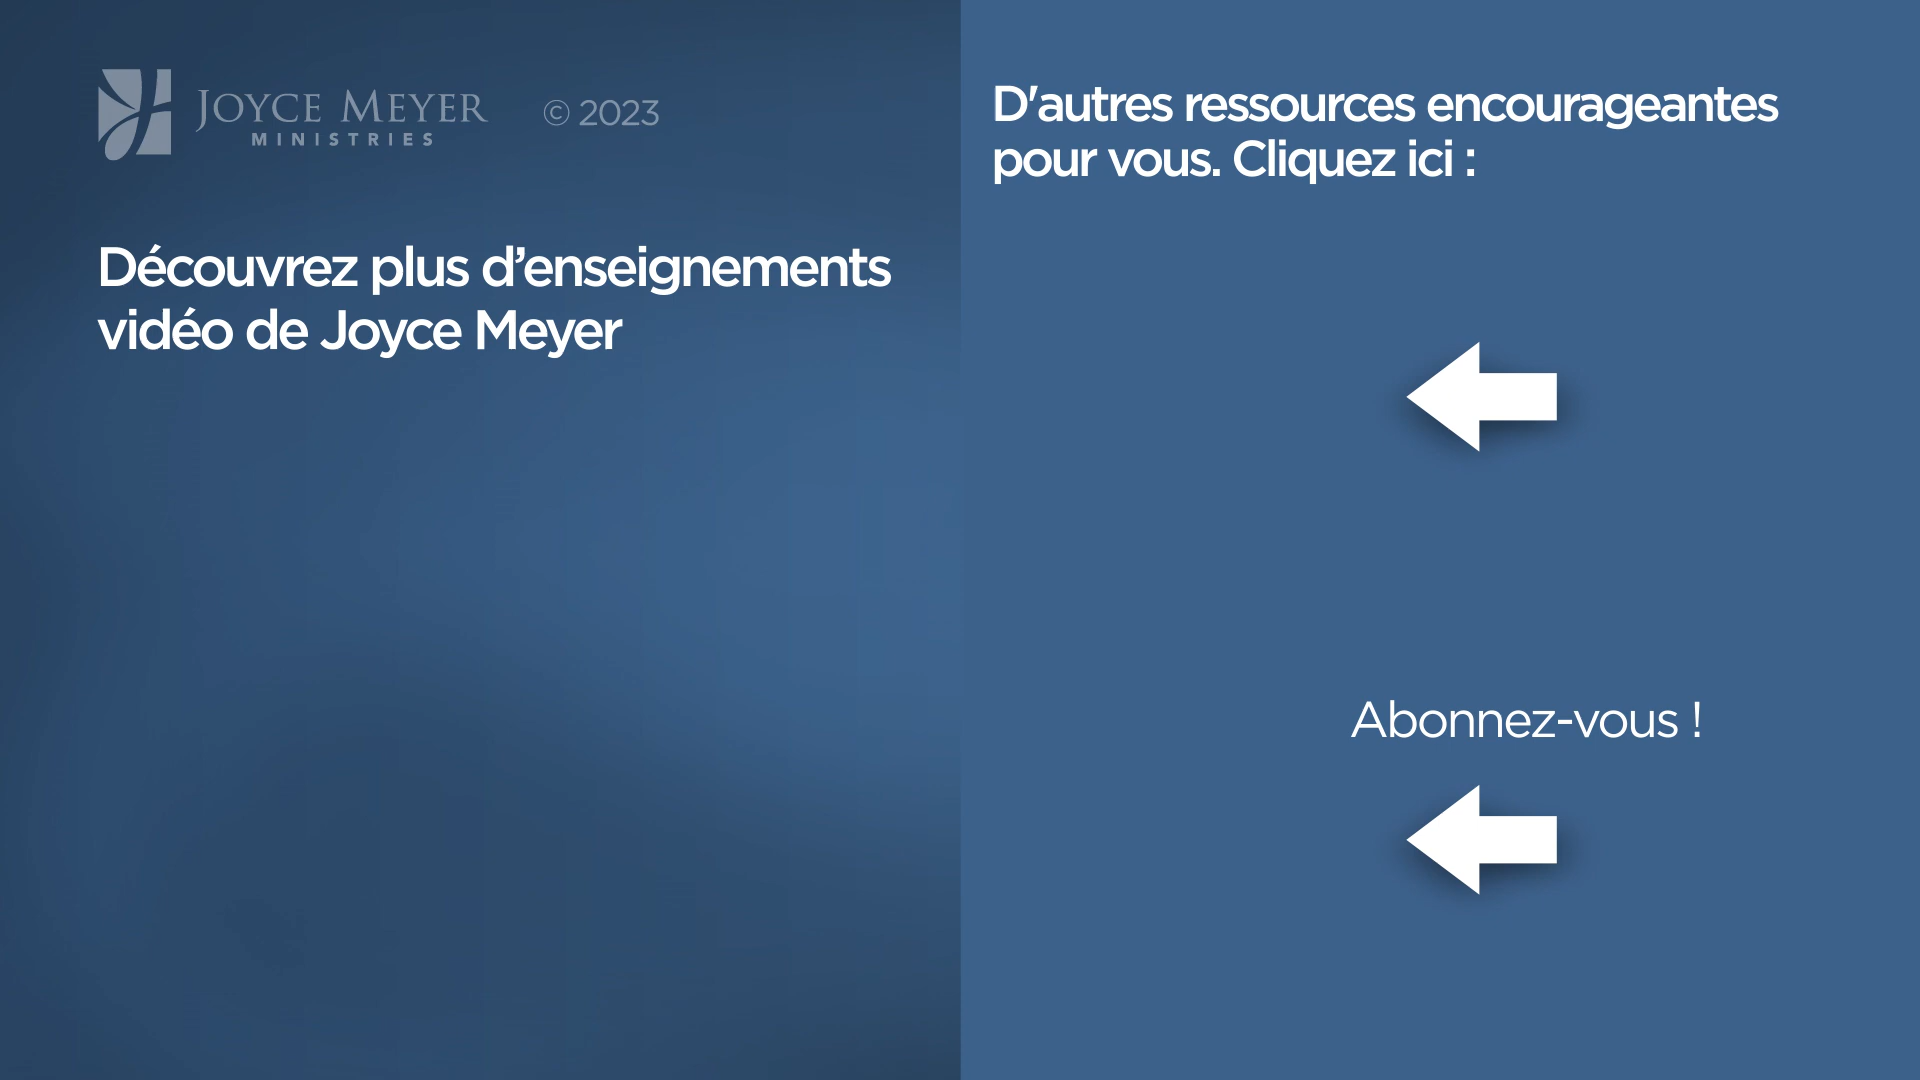 JOYCE MEYER © 2023
MINISTRIES
Découvrez plus d’enseignements
vidéo de Joyce Meyer
D'autres ressources encourageantes
pour vous. Cliquez ici :
Abonnez-vous !